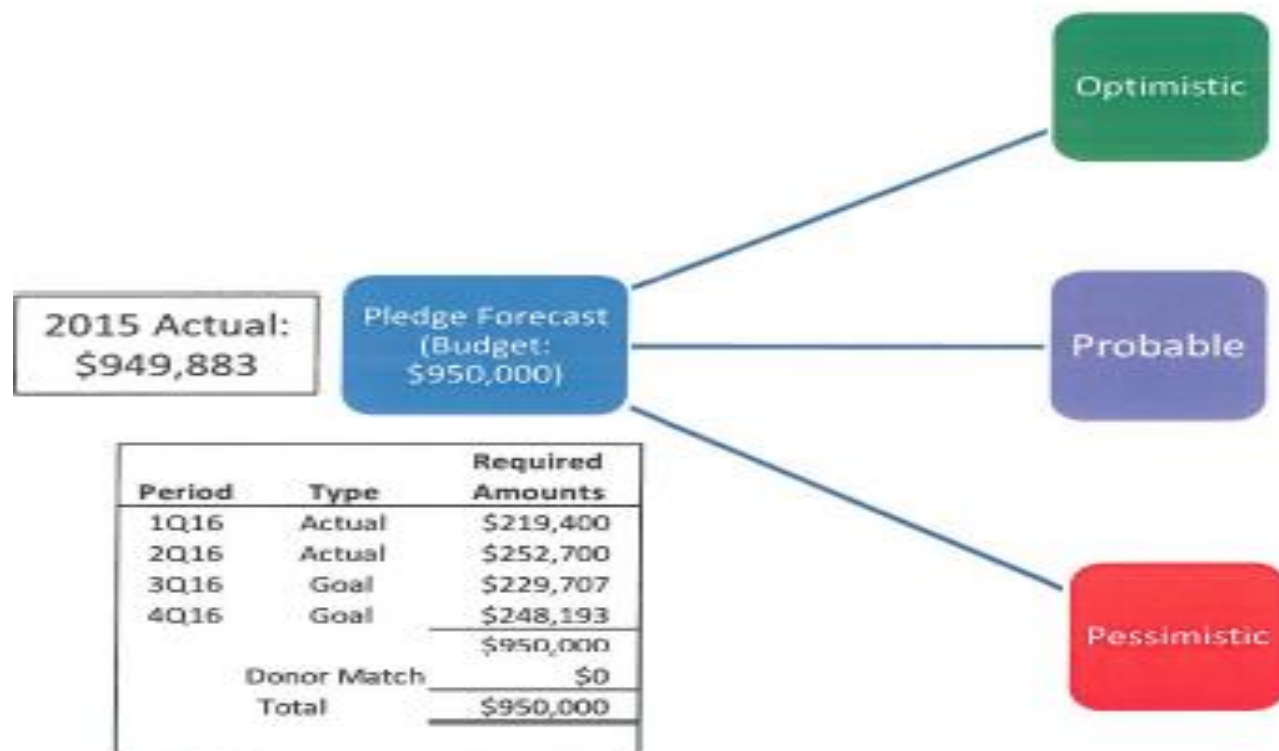 Optimistic
2015 Actual:
$949,883
Pledge Forecast
(Budget:
$950,000)
Probable
Required
Period Type Amounts
1Q16 Actual $219,400
2Q16 Actual $252,700
3Q16 Goal $229,707
4Q16 Goal $248,193
$950,000
Donor Match $0
Total $950,000
Pessimistic